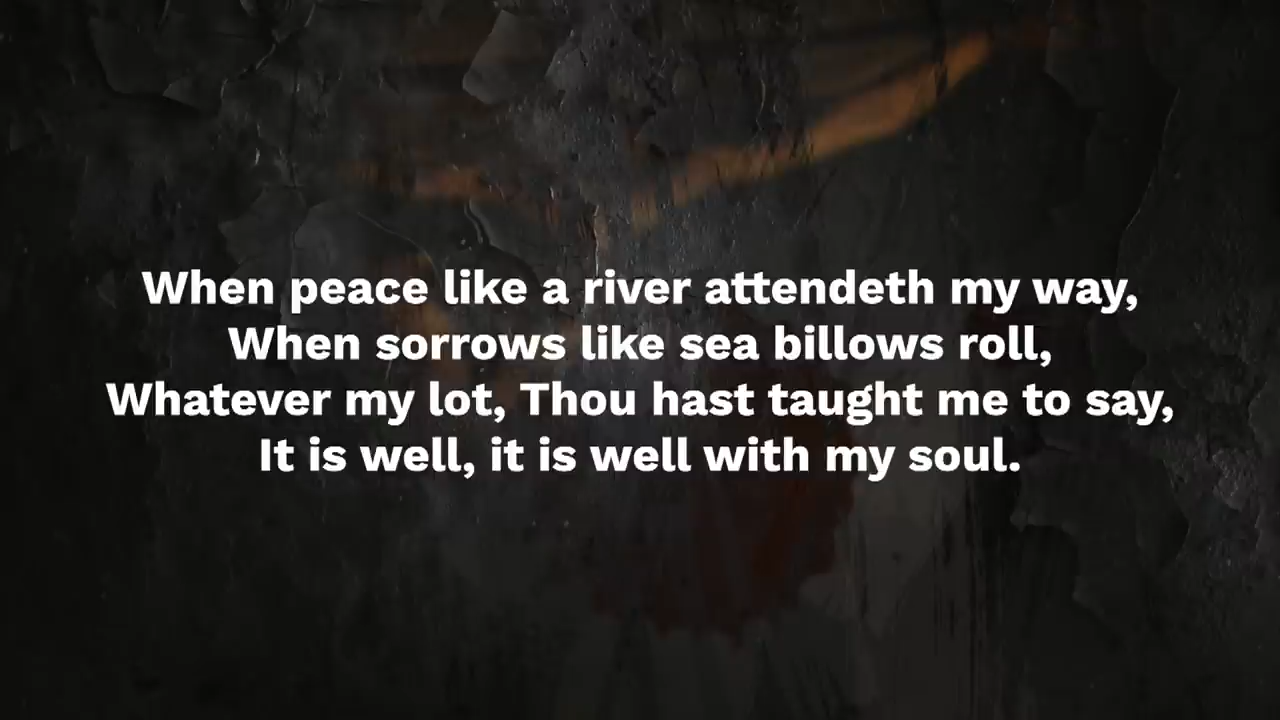 When peace like a river attendeth my way,
When sorrows like sea billows roll,
Whatever my lot, Thou hast taught me to say,
It is well, it is well with my soul.